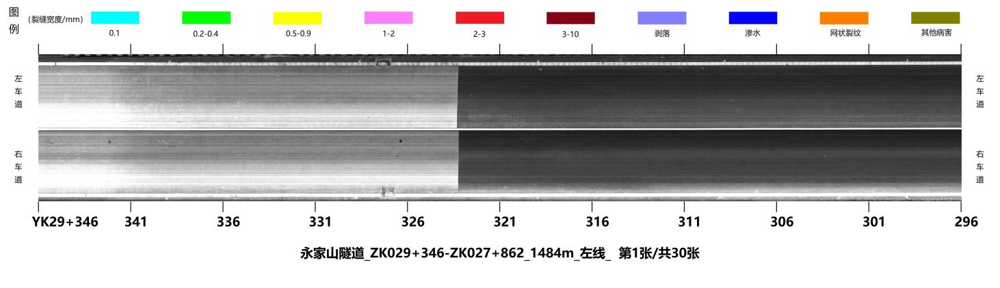 图例
(裂缝宽度/mm)
0.1 0.2-0.4 0.5-0.9 1-2 2-3 3-10 剥落 渗水 网状裂纹 其他病害
左车道 左车道
右车道 右车道
YK29+346 341 336 331 326 321 316 311 306 301 296
永家山隧道_ZK029+346-ZK027+862_1484m_左线_ 第1张/共30张